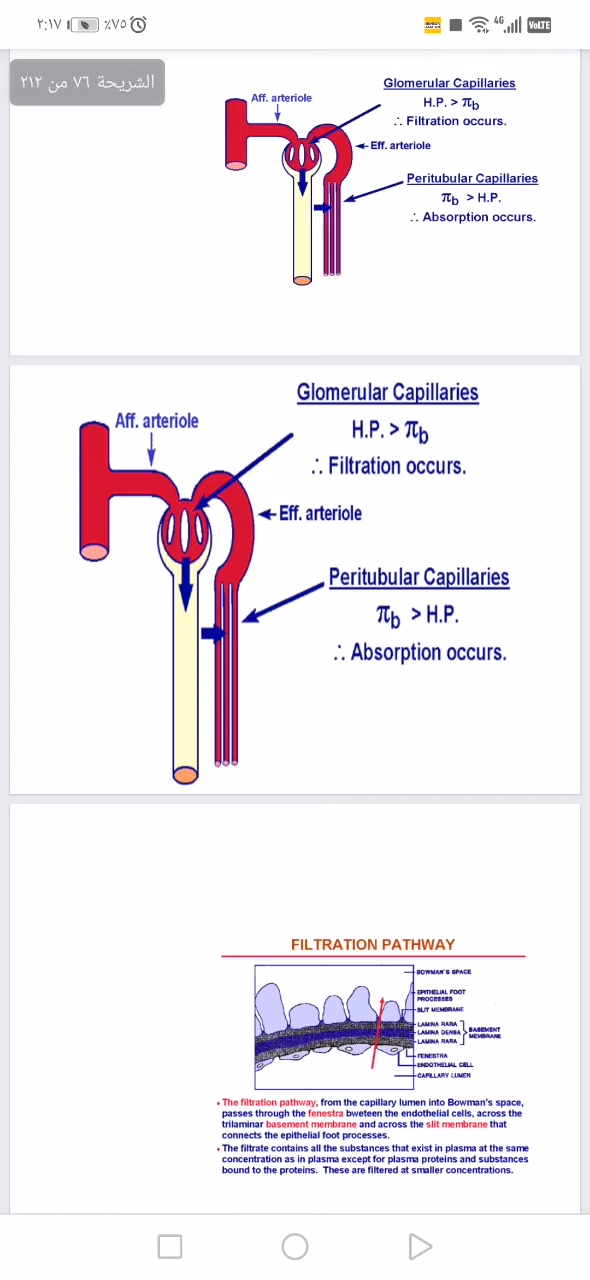 ٢:١٧
٪٧٥
4G
VoLTE
الشريحة ٧٦ من ٢١٢
Glomerular Capillaries
Aff. arteriole
H.P. > πb
∴ Filtration occurs.
Eff. arteriole
Peritubular Capillaries
πb > H.P.
∴ Absorption occurs.
Glomerular Capillaries
Aff. arteriole
H.P. > πb
∴ Filtration occurs.
Eff. arteriole
Peritubular Capillaries
πb > H.P.
∴ Absorption occurs.
FILTRATION PATHWAY
BOWMAN'S SPACE
EPITHELIAL FOOT
PROCESSES
SLIT MEMBRANE
LAMINA RARA
LAMINA DENSA
LAMINA RARA
BASEMENT
MEMBRANE
FENESTRA
ENDOTHELIAL CELL
CAPILLARY LUMEN
• The filtration pathway, from the capillary lumen into Bowman's space,
passes through the fenestra bweteen the endothelial cells, across the
trilaminar basement membrane and across the slit membrane that
connects the epithelial foot processes.
• The filtrate contains all the substances that exist in plasma at the same
concentration as in plasma except for plasma proteins and substances
bound to the proteins. These are filtered at smaller concentrations.